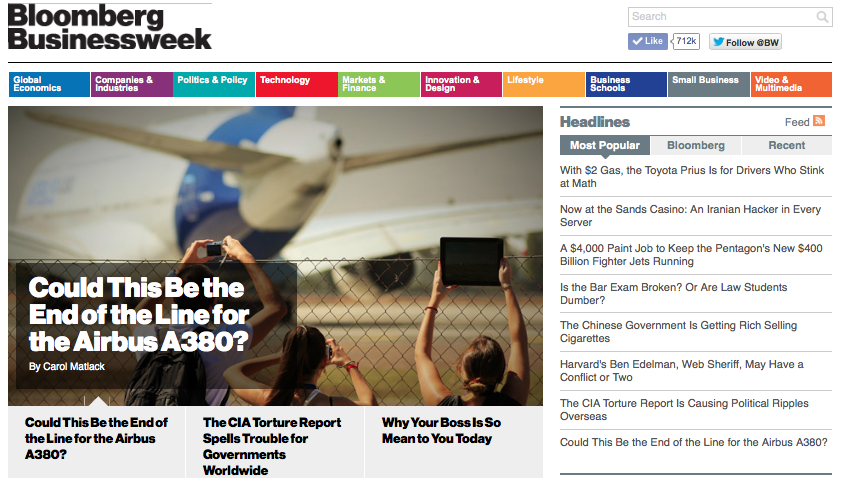 Bloomberg
Businessweek
Search
Like
712k
Follow @BW
Global
Economics
Companies &
Industries
Politics & Policy
Technology
Markets &
Finance
Innovation &
Design
Lifestyle
Business
Schools
Small Business
Video &
Multimedia
Could This Be the
End of the Line for
the Airbus A380?
By Carol Matlack
Could This Be the End of
the Line for the Airbus
A380?
The CIA Torture Report
Spells Trouble for
Governments
Worldwide
Why Your Boss Is So
Mean to You Today
Headlines
Feed
Most Popular
Bloomberg
Recent
With $2 Gas, the Toyota Prius Is for Drivers Who Stink
at Math
Now at the Sands Casino: An Iranian Hacker in Every
Server
A $4,000 Paint Job to Keep the Pentagon's New $400
Billion Fighter Jets Running
Is the Bar Exam Broken? Or Are Law Students
Dumber?
The Chinese Government Is Getting Rich Selling
Cigarettes
Harvard's Ben Edelman, Web Sheriff, May Have a
Conflict or Two
The CIA Torture Report Is Causing Political Ripples
Overseas
Could This Be the End of the Line for the Airbus A380?